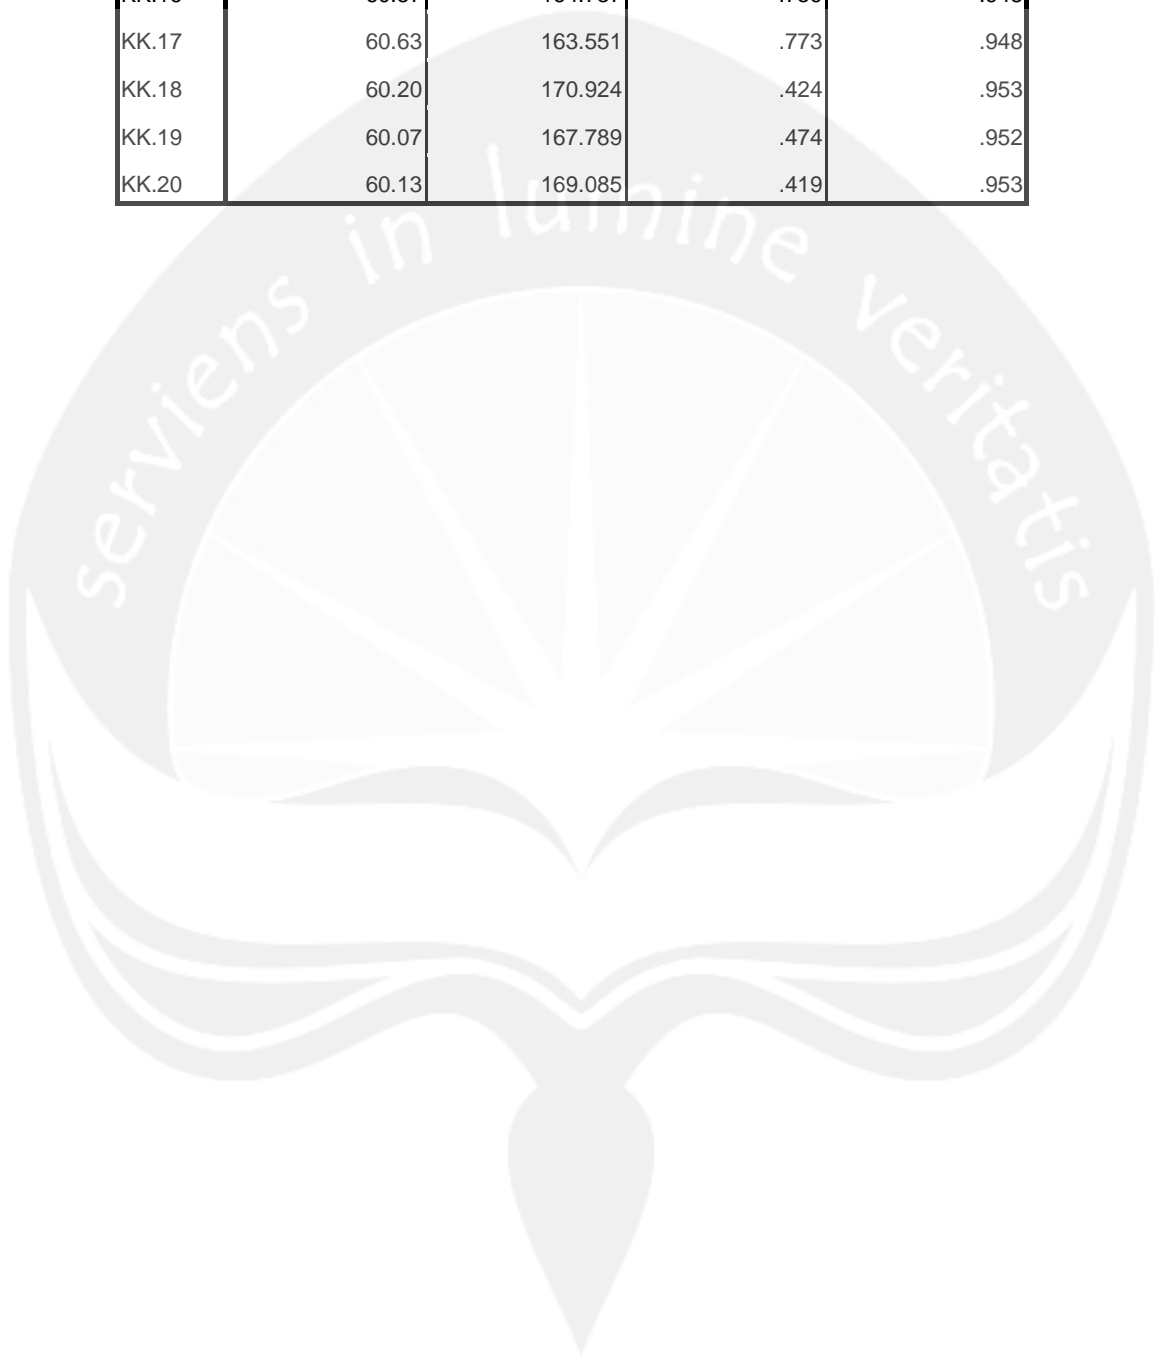 KK.17 60.63 163.551 .773 .948
KK.18 60.20 170.924 .424 .953
KK.19 60.07 167.789 .474 .952
KK.20 60.13 169.085 .419 .953
serviens in lumine veritatis